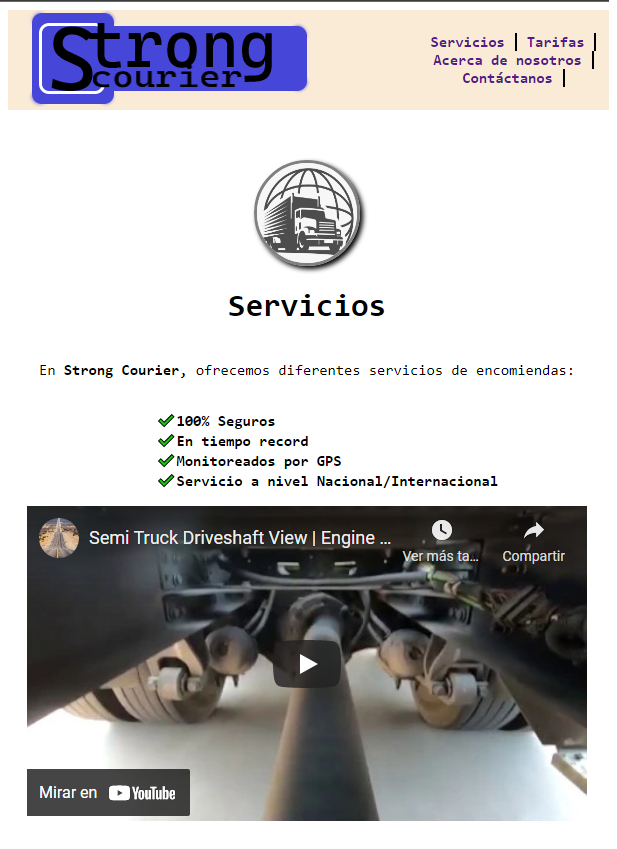 Strong
courier
Servicios | Tarifas |
Acerca de nosotros |
Contáctanos |
Servicios
En Strong Courier, ofrecemos diferentes servicios de encomiendas:
100% Seguros
En tiempo record
Monitoreados por GPS
Servicio a nivel Nacional/Internacional
Semi Truck Driveshaft View | Engine ...
Ver más ta...
Compartir
Mirar en YouTube